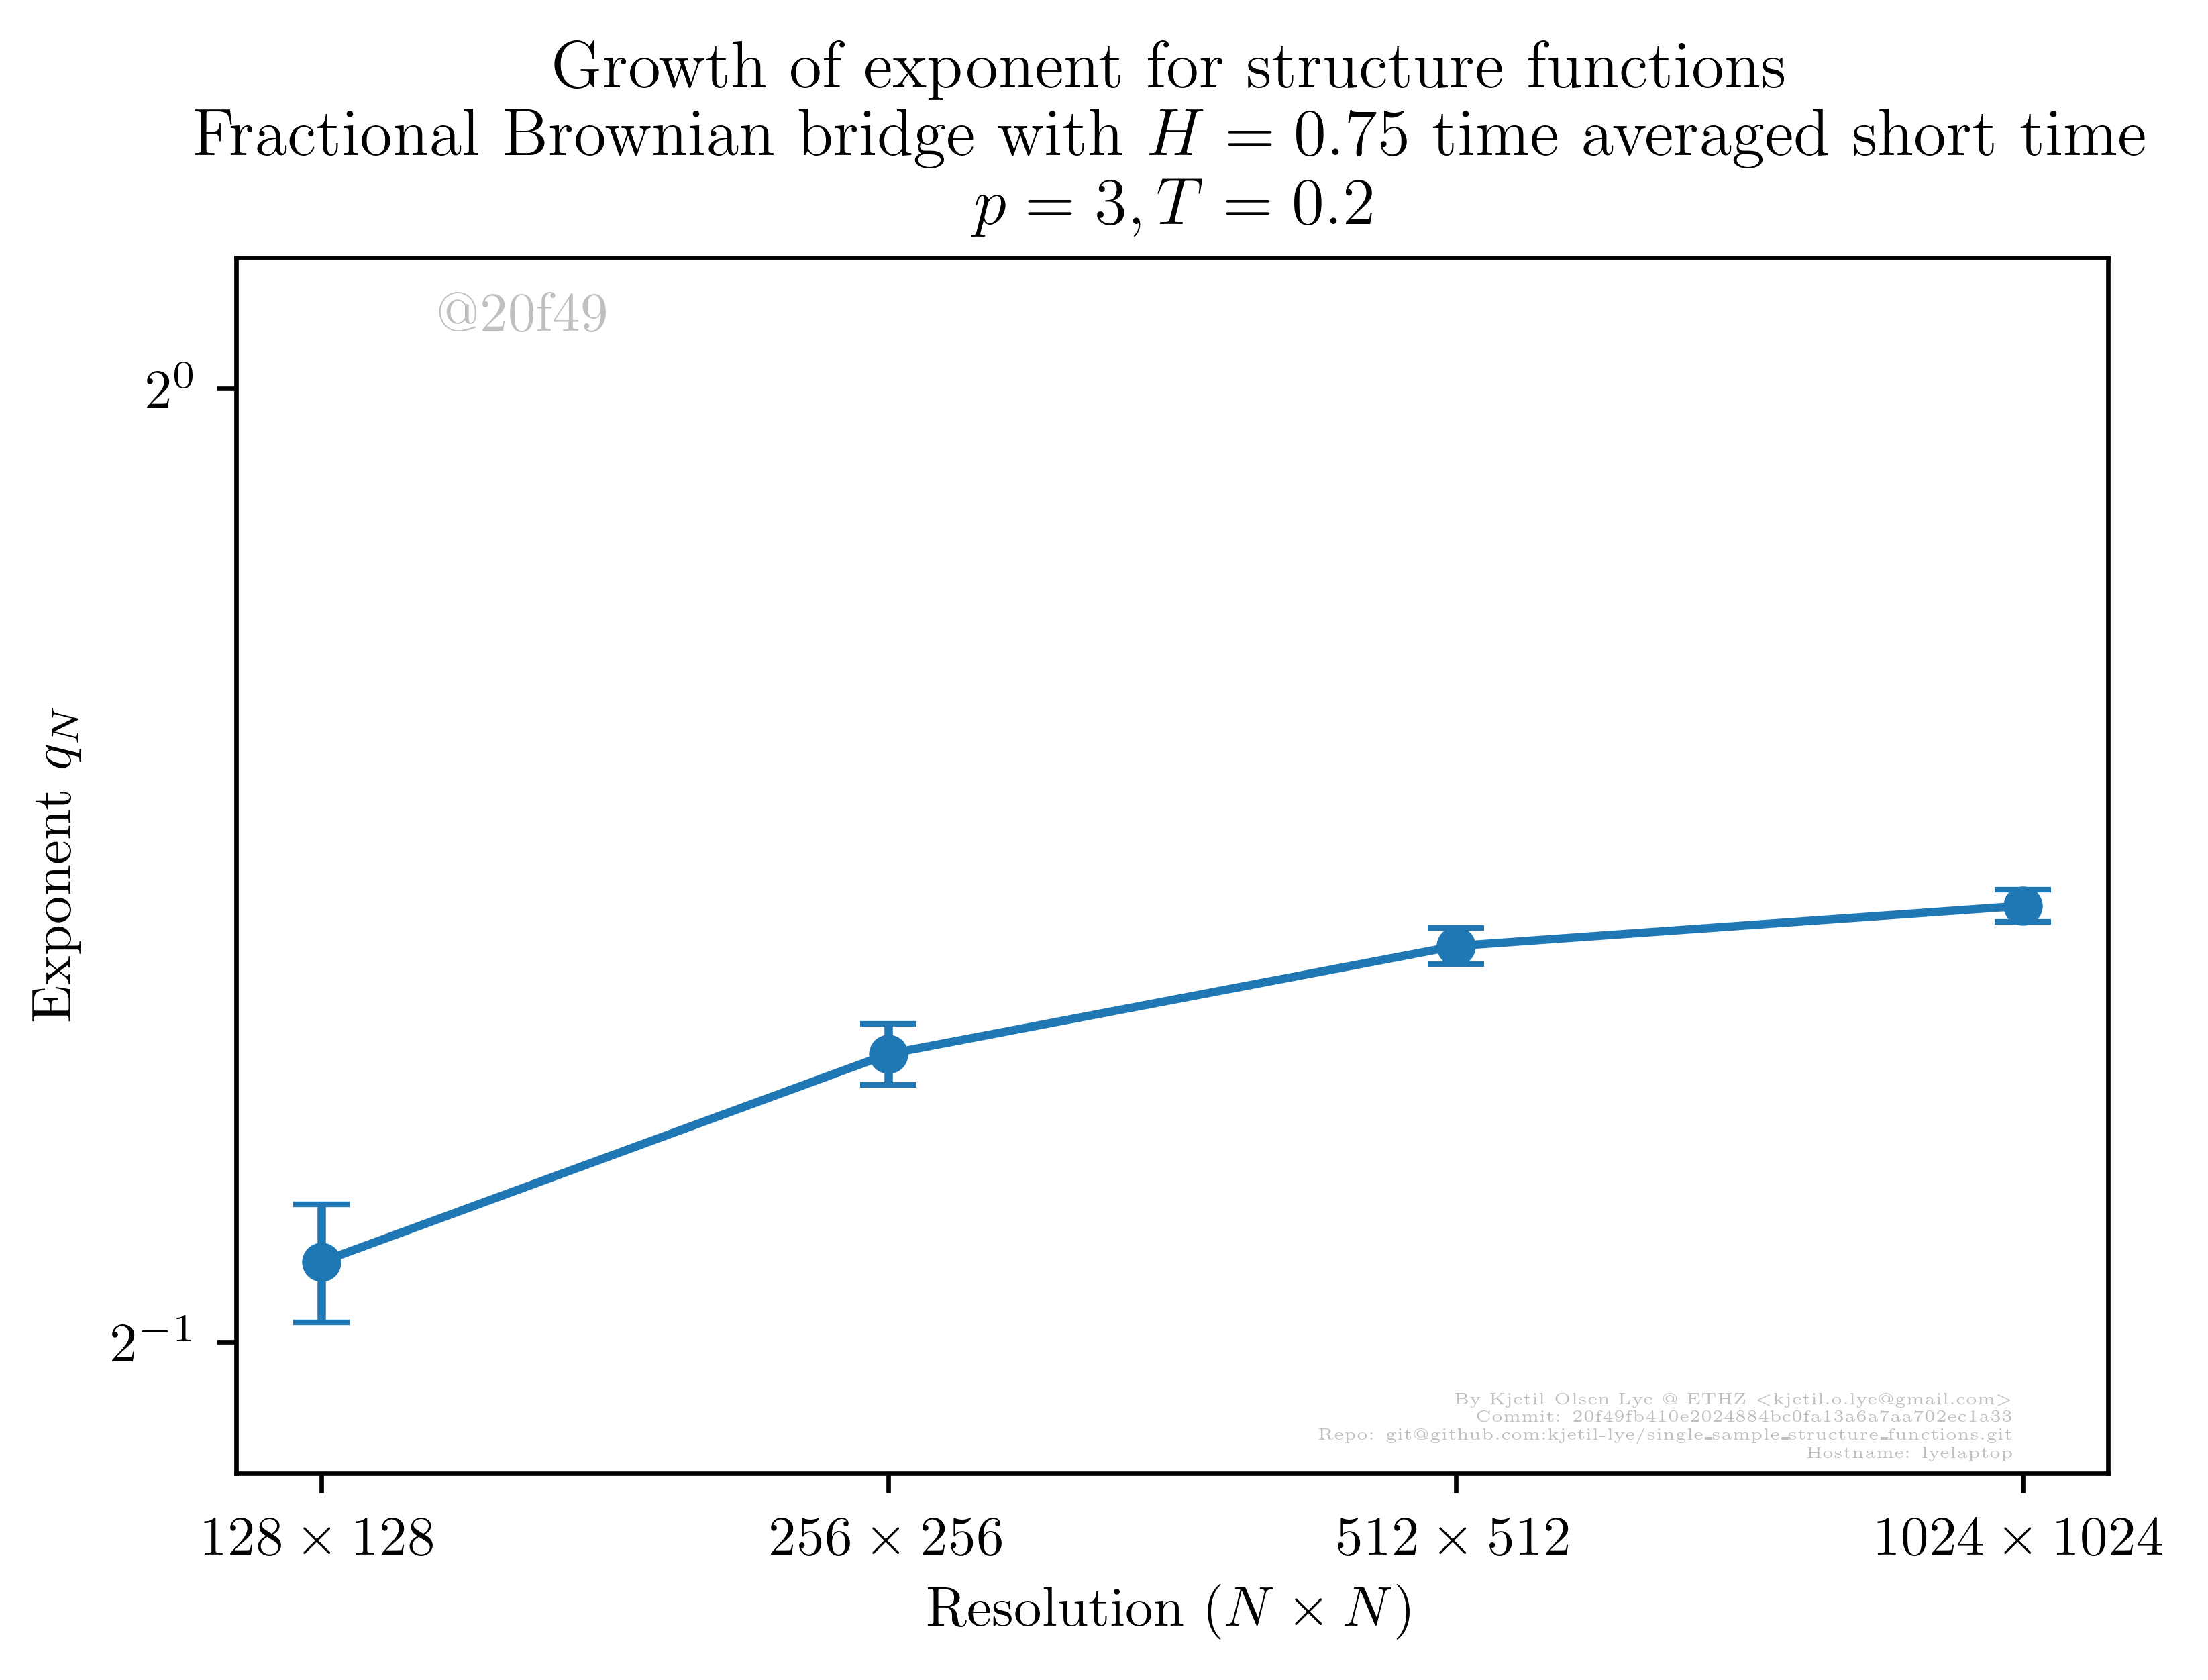 Growth of exponent for structure functions
Fractional Brownian bridge with H = 0.75 time averaged short time
p = 3, T = 0.2
@20f49
2⁰
Exponent q_N
2⁻¹
By Kjetil Olsen Lye @ ETHZ <kjetil.o.lye@gmail.com>
Commit: 20f49fb410e2024884bc0fa13a6a7aa702ec1a33
Repo: git@github.com:kjetil-lye/single_sample_structure_functions.git
Hostname: lyelaptop
128 × 128 256 × 256 512 × 512 1024 × 1024
Resolution (N × N)